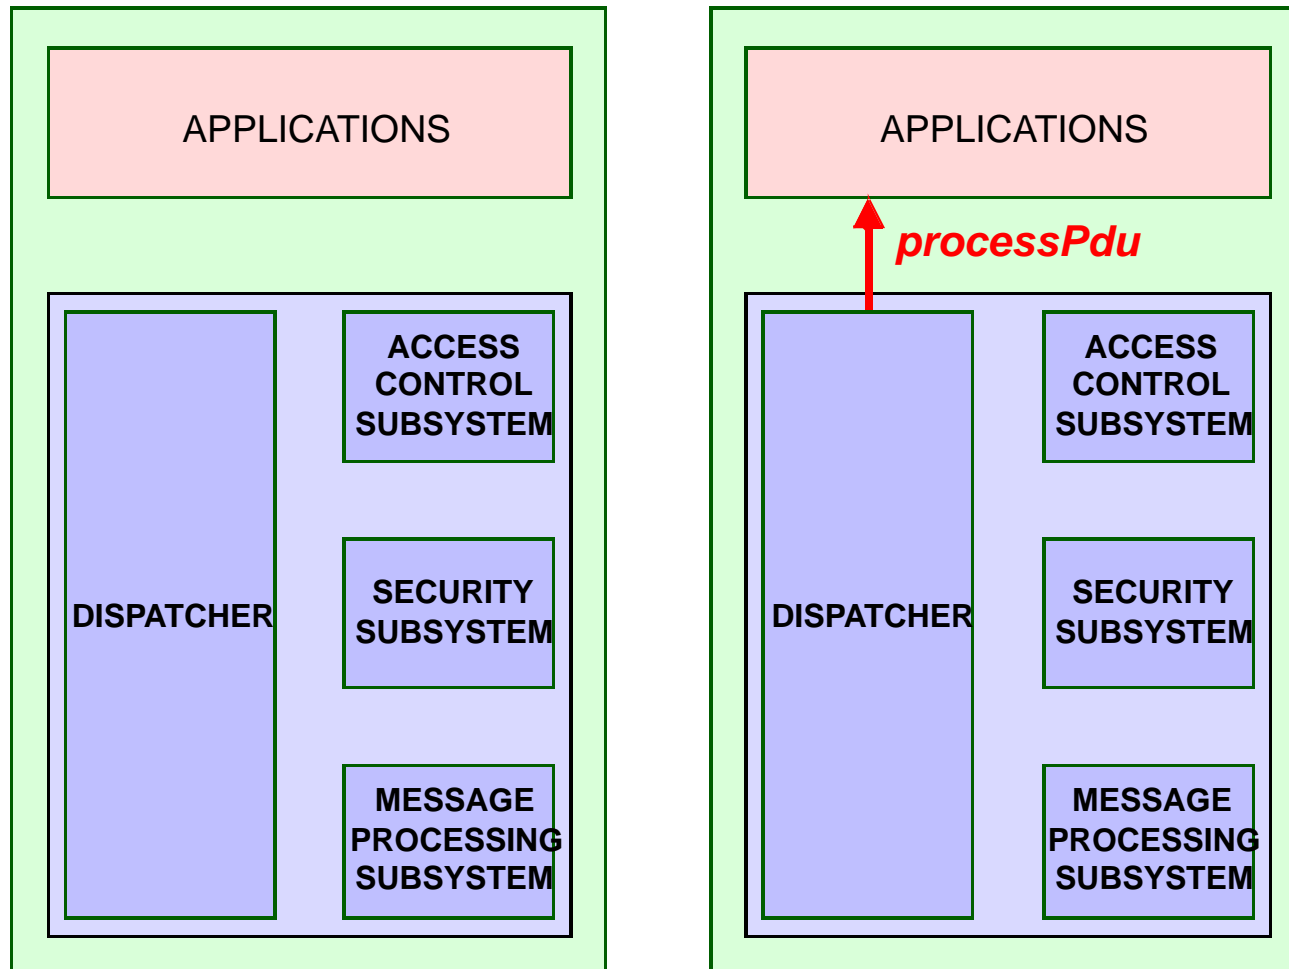 APPLICATIONS
ACCESS
CONTROL
SUBSYSTEM
DISPATCHER
SECURITY
SUBSYSTEM
MESSAGE
PROCESSING
SUBSYSTEM
APPLICATIONS
processPdu
ACCESS
CONTROL
SUBSYSTEM
DISPATCHER
SECURITY
SUBSYSTEM
MESSAGE
PROCESSING
SUBSYSTEM